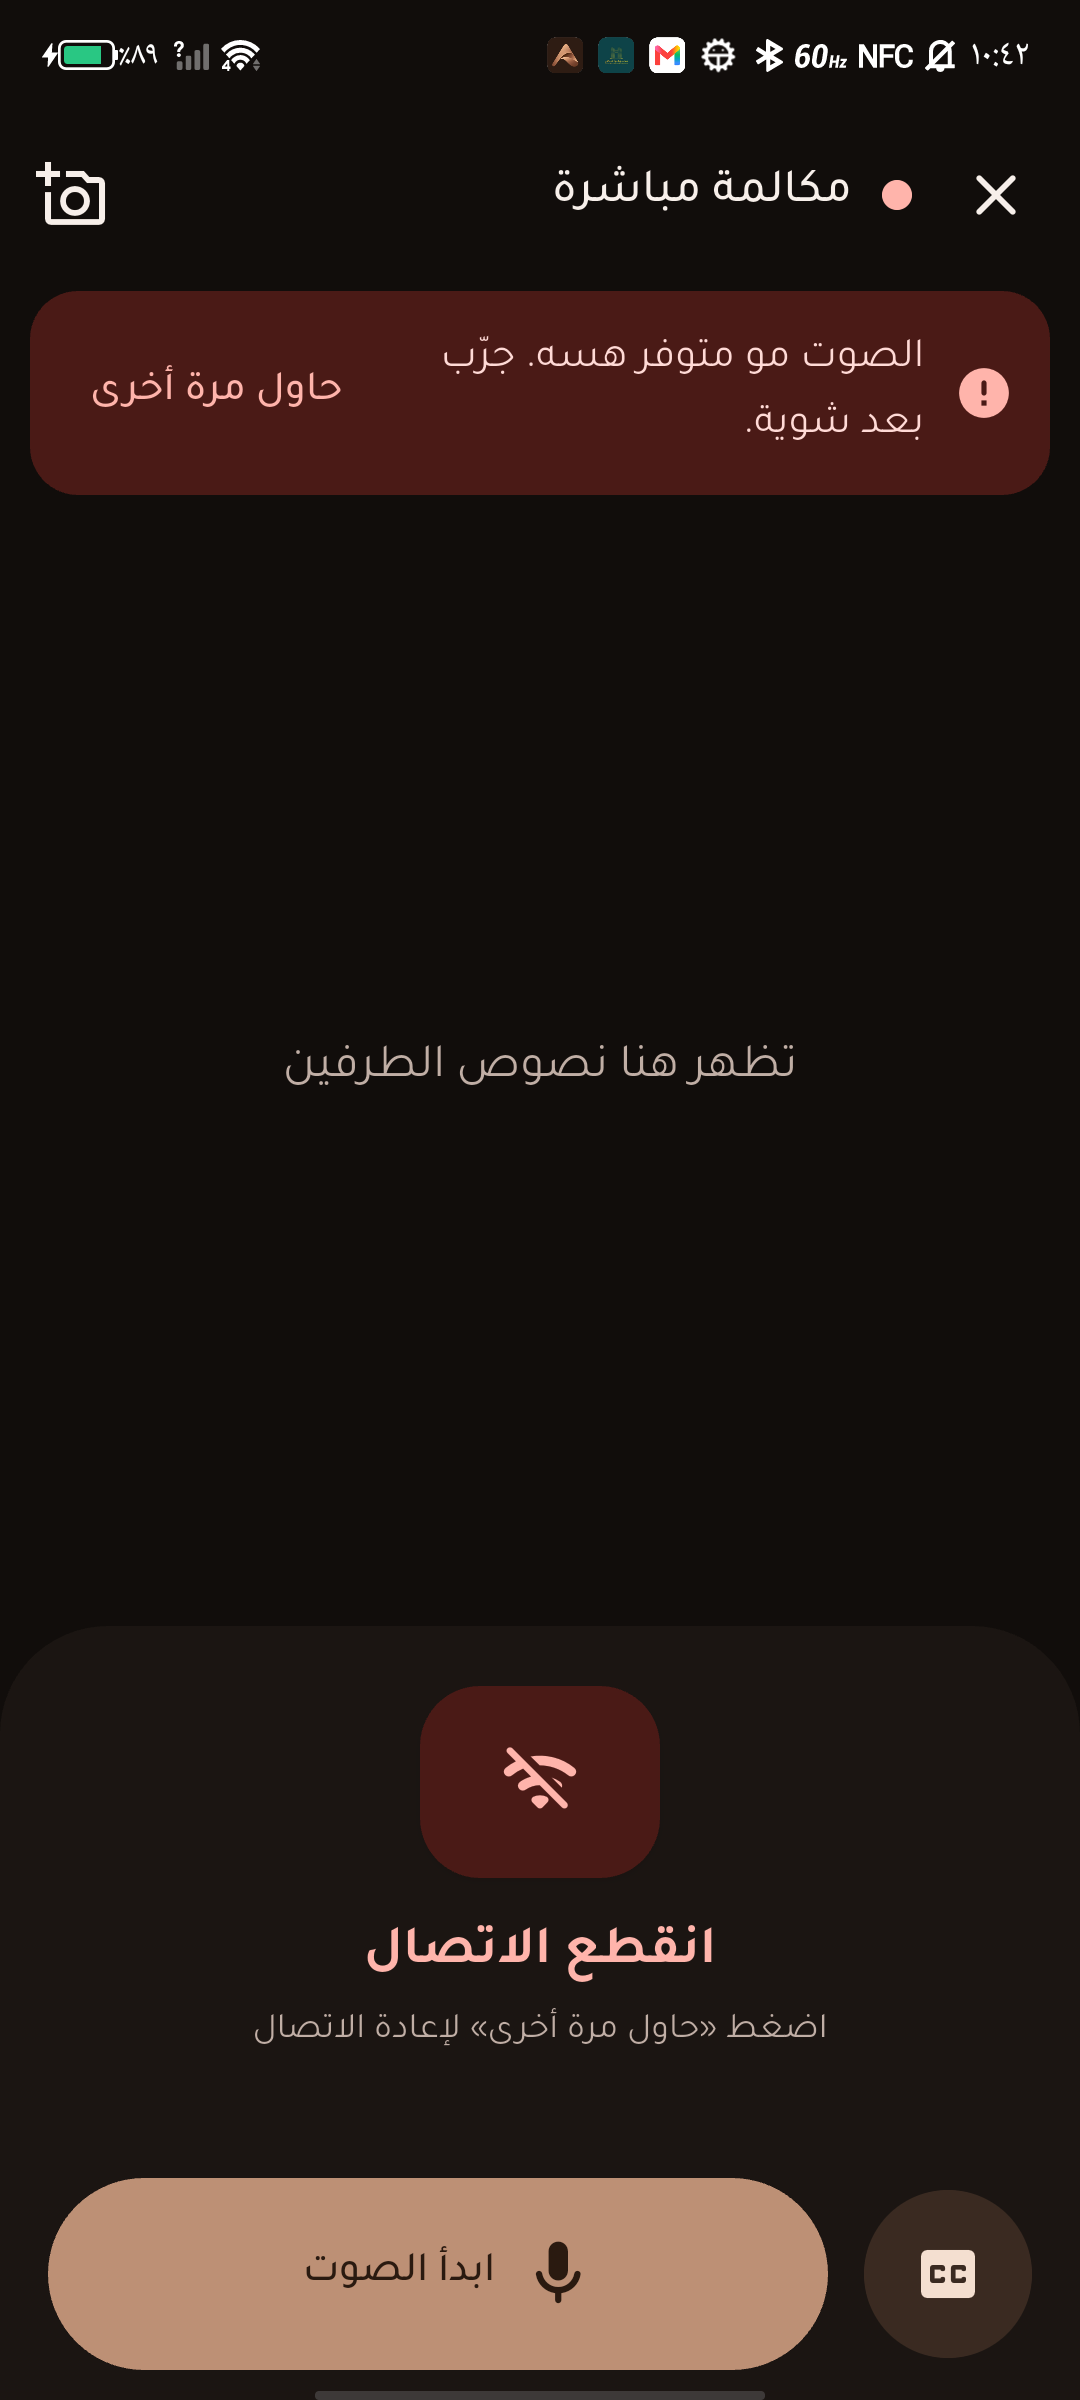 ١٠:٤٢ NFC 60Hz ٪٨٩
مكالمة مباشرة
الصوت مو متوفر هسه. جرّب
بعد شوية.
حاول مرة أخرى
تظهر هنا نصوص الطرفين
انقطع الاتصال
اضغط «حاول مرة أخرى» لإعادة الاتصال
CC
ابدأ الصوت